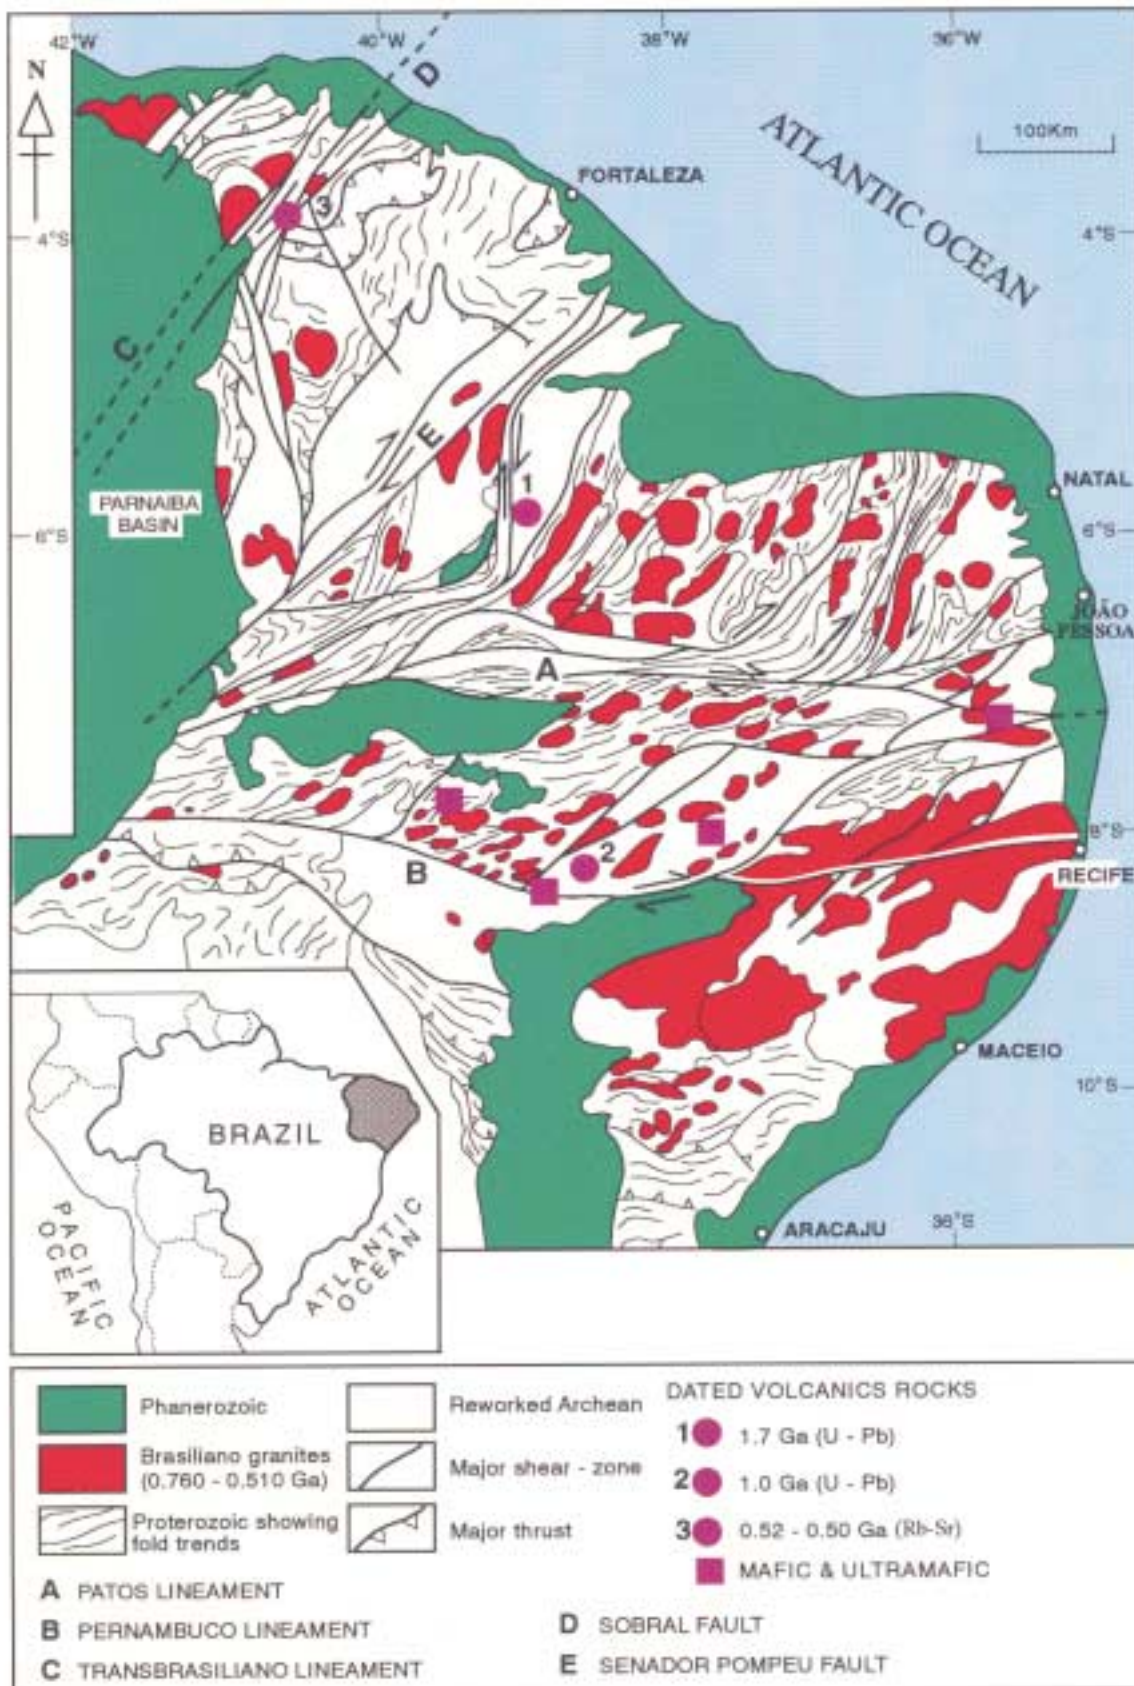 42°W
40°W
38°W
36°W
N
D
ATLANTIC OCEAN
100Km
FORTALEZA
3
4°S
4°S
C
E
1
NATAL
PARNAIBA
BASIN
6°S
6°S
JOÃO
PESSOA
A
8°S
2
B
RECIFE
MACEIO
10°S
BRAZIL
PACIFIC
OCEAN
ATLANTIC
OCEAN
36°S
ARACAJU
Phanerozoic
Brasiliano granites
(0.760 - 0.510 Ga)
Proterozoic showing
fold trends
Reworked Archean
Major shear - zone
Major thrust
DATED VOLCANICS ROCKS
1 1.7 Ga (U - Pb)
2 1.0 Ga (U - Pb)
3 0.52 - 0.50 Ga (Rb-Sr)
MAFIC & ULTRAMAFIC
A PATOS LINEAMENT
B PERNAMBUCO LINEAMENT
C TRANSBRASILIANO LINEAMENT
D SOBRAL FAULT
E SENADOR POMPEU FAULT